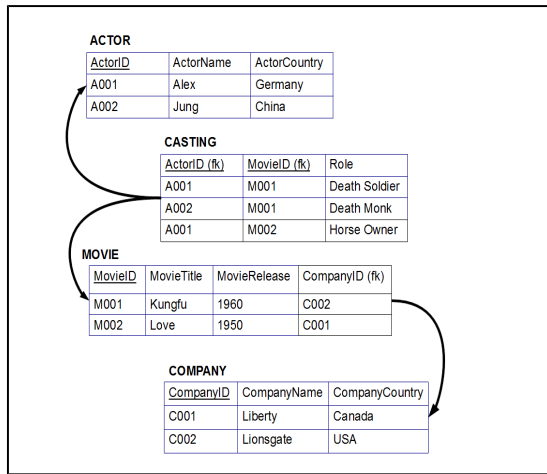 ACTOR
ActorID ActorName ActorCountry
A001 Alex Germany
A002 Jung China
CASTING
ActorID (fk) MovieID (fk) Role
A001 M001 Death Soldier
A002 M001 Death Monk
A001 M002 Horse Owner
MOVIE
MovieID MovieTitle MovieRelease CompanyID (fk)
M001 Kungfu 1960 C002
M002 Love 1950 C001
COMPANY
CompanyID CompanyName CompanyCountry
C001 Liberty Canada
C002 Lionsgate USA